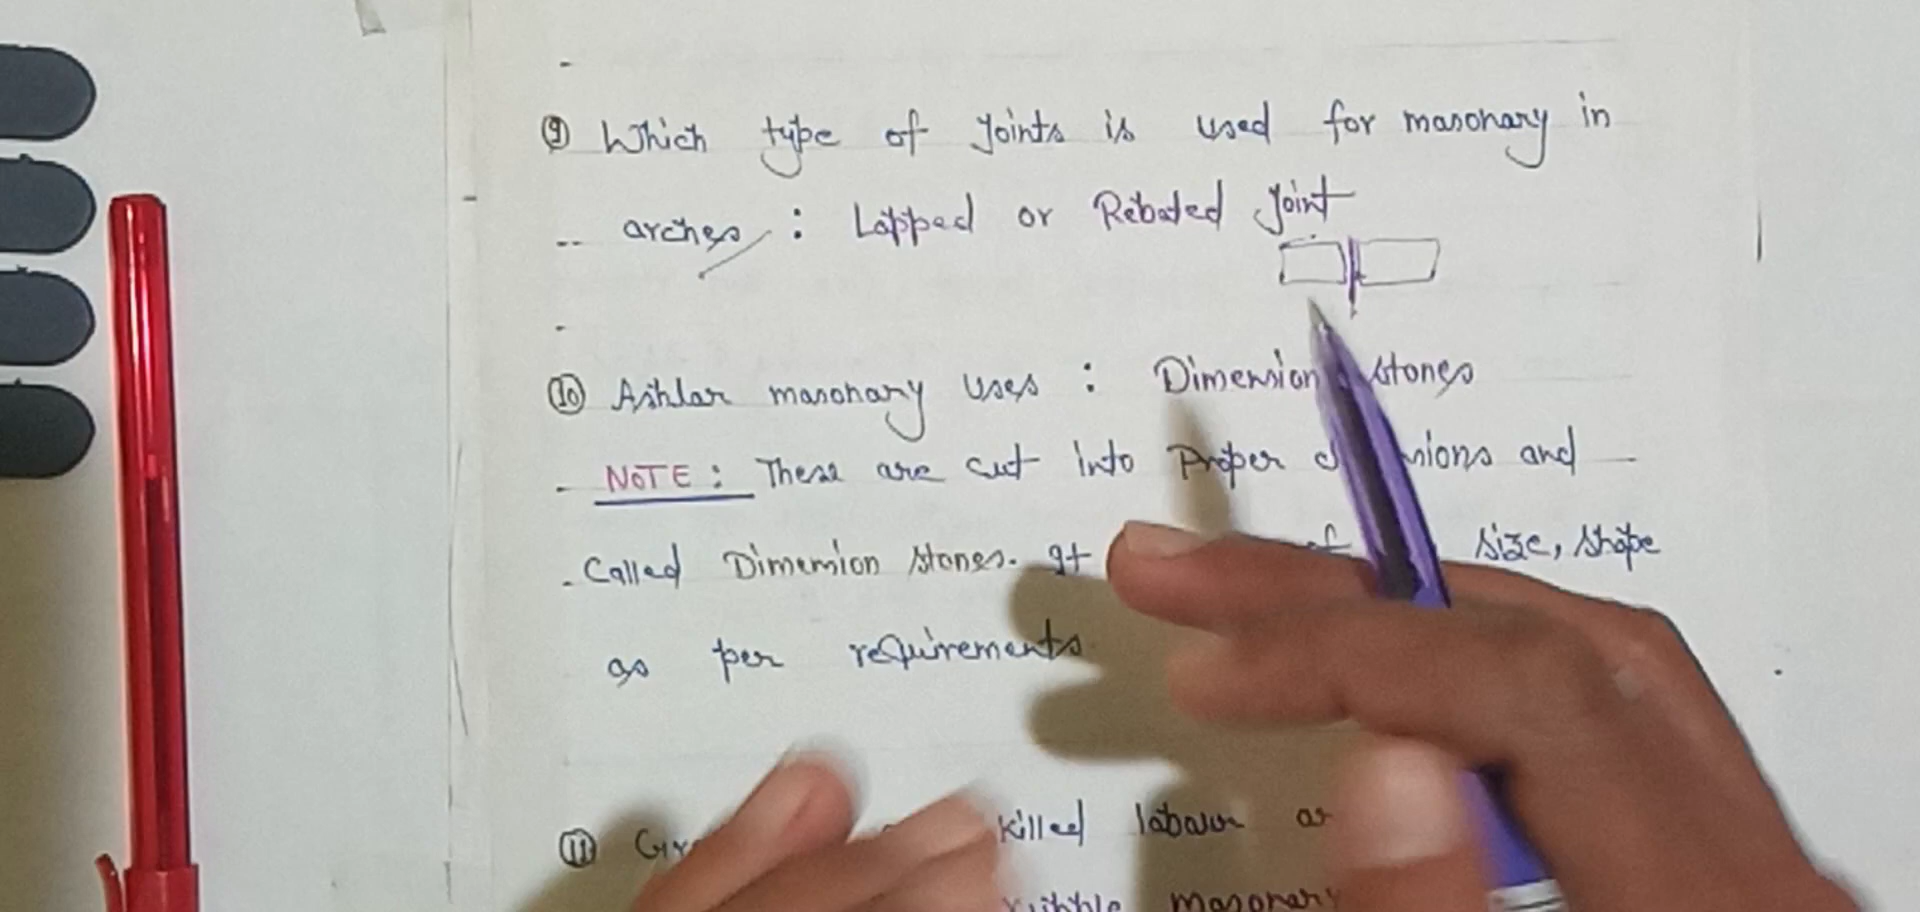 9 Which type of Joints is used for masonary in
arches : Lapped or Rebated Joint
10 Ashlar masonary uses : Dimension stones
NOTE : These are cut into Proper and
Called Dimension stones. It of size, shape
as per requirements
11 labour
masonary